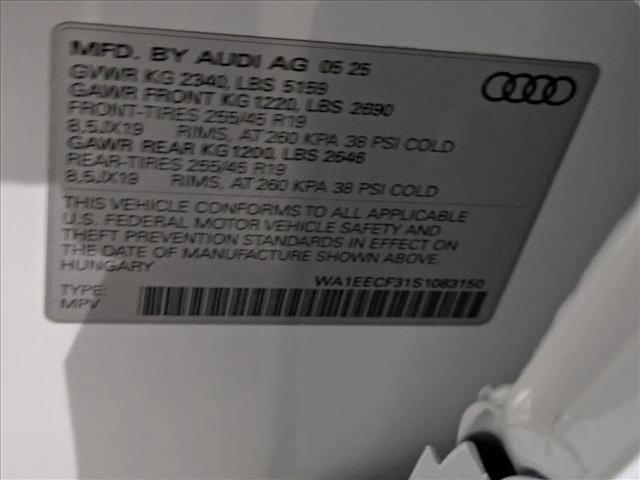 MFD. BY AUDI AG 05 25
GVWR KG 2340, LBS 5159
GAWR FRONT KG 1220, LBS 2690
FRONT-TIRES 255/45 R19
8,5JX19 RIMS, AT 260 KPA 38 PSI COLD
GAWR REAR KG 1200, LBS 2646
REAR-TIRES 255/45 R19
8,5JX19 RIMS, AT 260 KPA 38 PSI COLD
THIS VEHICLE CONFORMS TO ALL APPLICABLE
U.S. FEDERAL MOTOR VEHICLE SAFETY AND
THEFT PREVENTION STANDARDS IN EFFECT ON
THE DATE OF MANUFACTURE SHOWN ABOVE.
HUNGARY
WA1EECF31S1083150
TYPE:
MPV